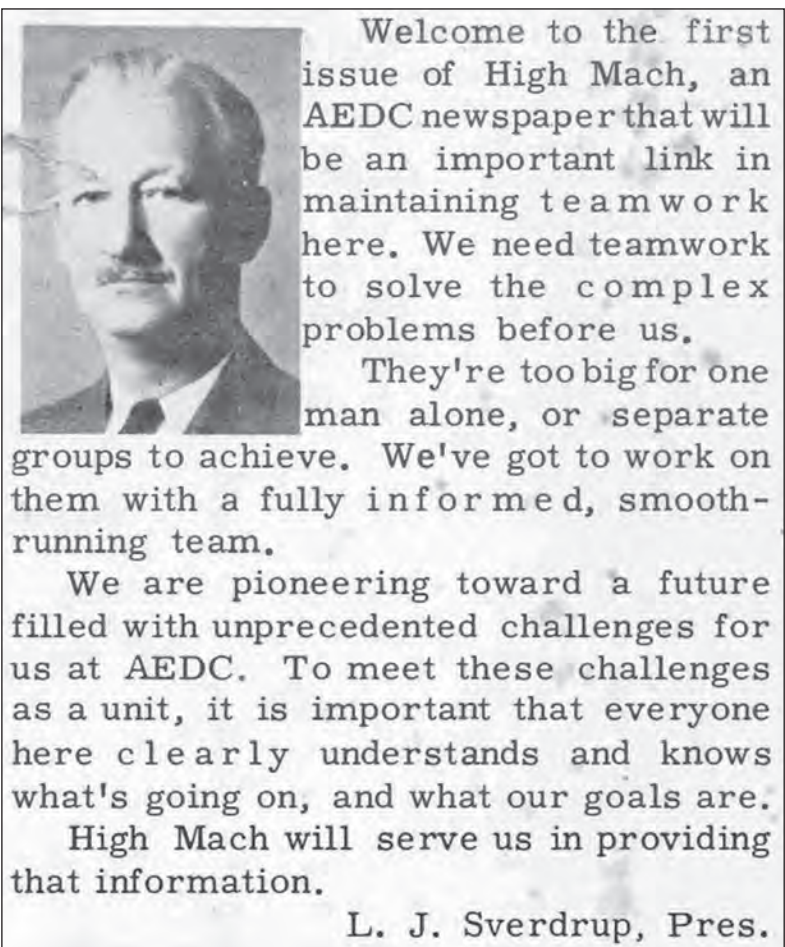 Welcome to the first
issue of High Mach, an
AEDC newspaper that will
be an important link in
maintaining teamwork
here. We need teamwork
to solve the complex
problems before us.
They're too big for one
man alone, or separate
groups to achieve. We've got to work on
them with a fully informed, smooth-
running team.
We are pioneering toward a future
filled with unprecedented challenges for
us at AEDC. To meet these challenges
as a unit, it is important that everyone
here clearly understands and knows
what's going on, and what our goals are.
High Mach will serve us in providing
that information.
L. J. Sverdrup, Pres.